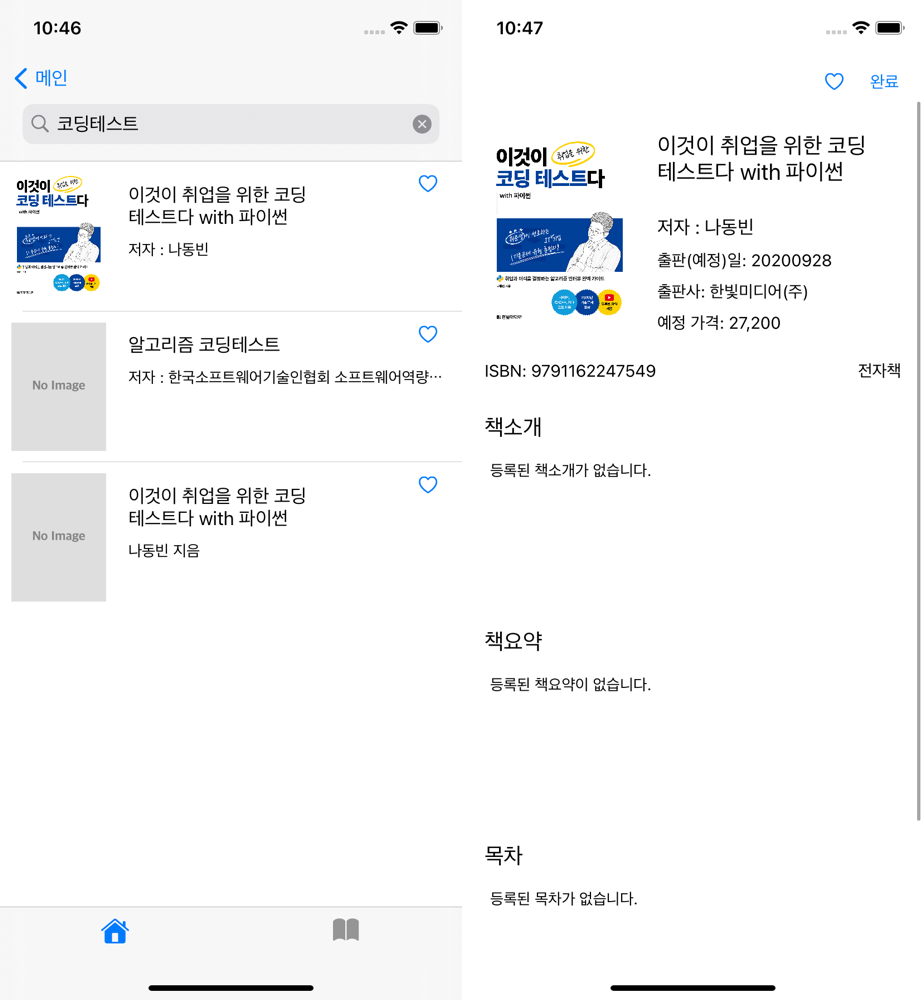 10:46
메인
코딩테스트
이것이 취업을 위한
코딩 테스트다
with 파이썬
이것이 취업을 위한 코딩
테스트다 with 파이썬
저자 : 나동빈
No Image
알고리즘 코딩테스트
저자 : 한국소프트웨어기술인협회 소프트웨어역량···
No Image
이것이 취업을 위한 코딩
테스트다 with 파이썬
나동빈 지음
10:47
완료
이것이 취업을 위한
코딩 테스트다
with 파이썬
이것이 취업을 위한 코딩
테스트다 with 파이썬
저자 : 나동빈
출판(예정)일: 20200928
출판사: 한빛미디어(주)
예정 가격: 27,200
ISBN: 9791162247549
전자책
책소개
등록된 책소개가 없습니다.
책요약
등록된 책요약이 없습니다.
목차
등록된 목차가 없습니다.